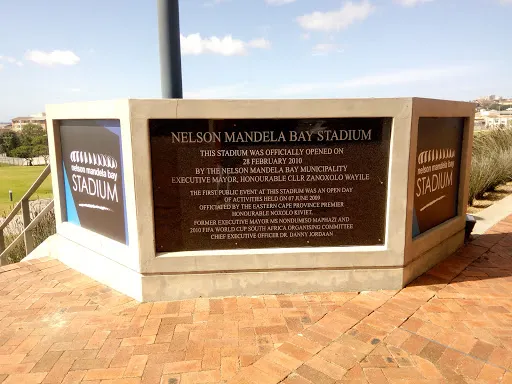 nelson mandela bay
STADIUM
NELSON MANDELA BAY STADIUM
THIS STADIUM WAS OFFICIALLY OPENED ON
28 FEBRUARY 2010
BY THE NELSON MANDELA BAY MUNICIPALITY
EXECUTIVE MAYOR, HONOURABLE CLLR ZANOXOLO WAYILE
THE FIRST PUBLIC EVENT AT THIS STADIUM WAS AN OPEN DAY
OF ACTIVITIES HELD ON 07 JUNE 2009
OFFICIATED BY THE EASTERN CAPE PROVINCE PREMIER
HONOURABLE NOXOLO KIVIET,
FORMER EXECUTIVE MAYOR MS NONDUMISO MAPHAZI AND
2010 FIFA WORLD CUP SOUTH AFRICA ORGANISING COMMITTEE
CHIEF EXECUTIVE OFFICER DR. DANNY JORDAAN
nelson mandela bay
STADIUM